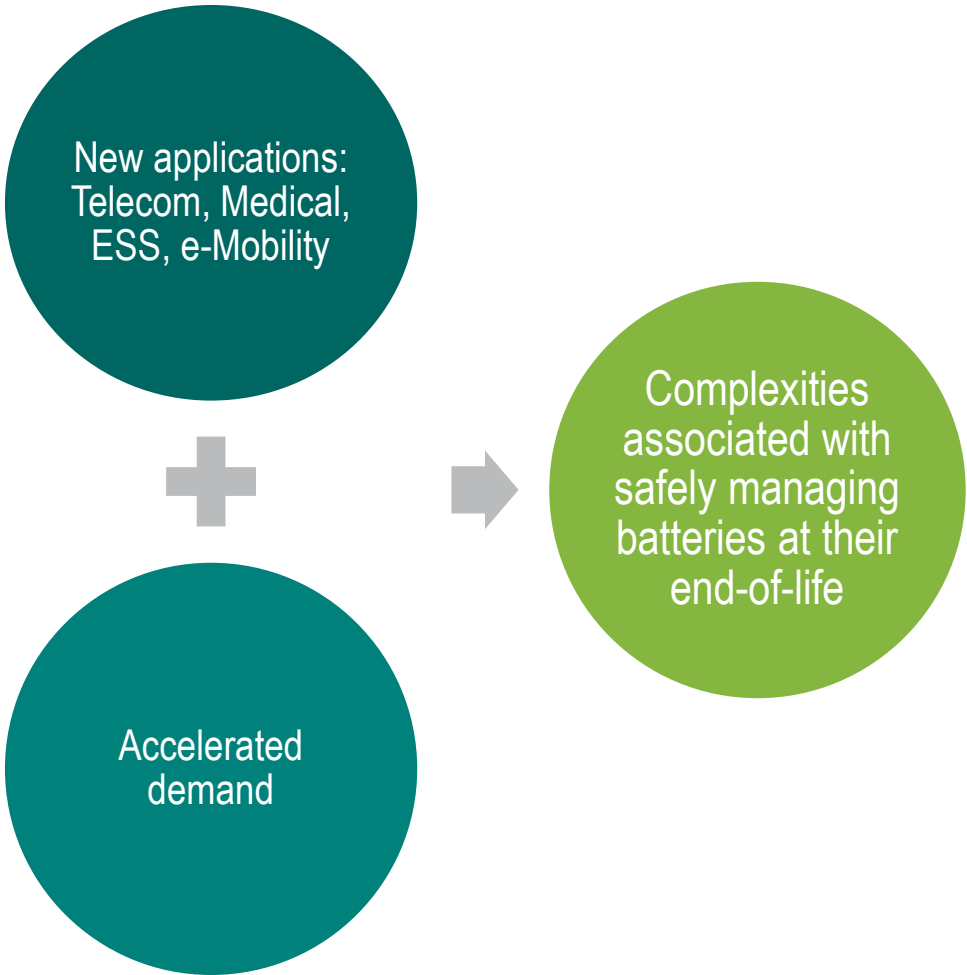 New applications:
Telecom, Medical,
ESS, e-Mobility
Accelerated
demand
Complexities
associated with
safely managing
batteries at their
end-of-life